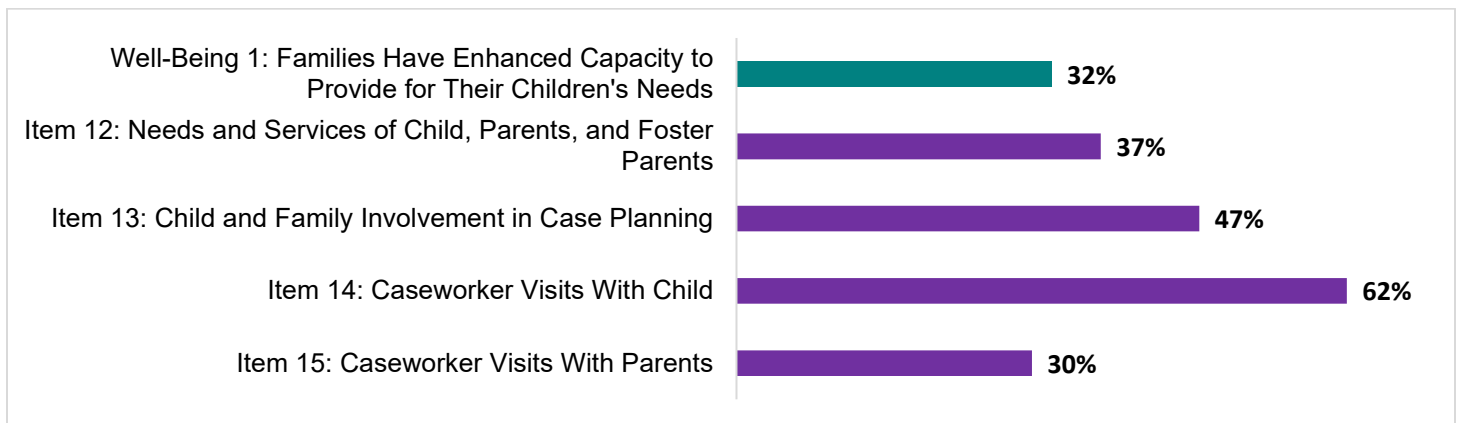 Well-Being 1: Families Have Enhanced Capacity to
Provide for Their Children's Needs
32%
Item 12: Needs and Services of Child, Parents, and Foster
Parents
37%
Item 13: Child and Family Involvement in Case Planning
47%
Item 14: Caseworker Visits With Child
62%
Item 15: Caseworker Visits With Parents
30%